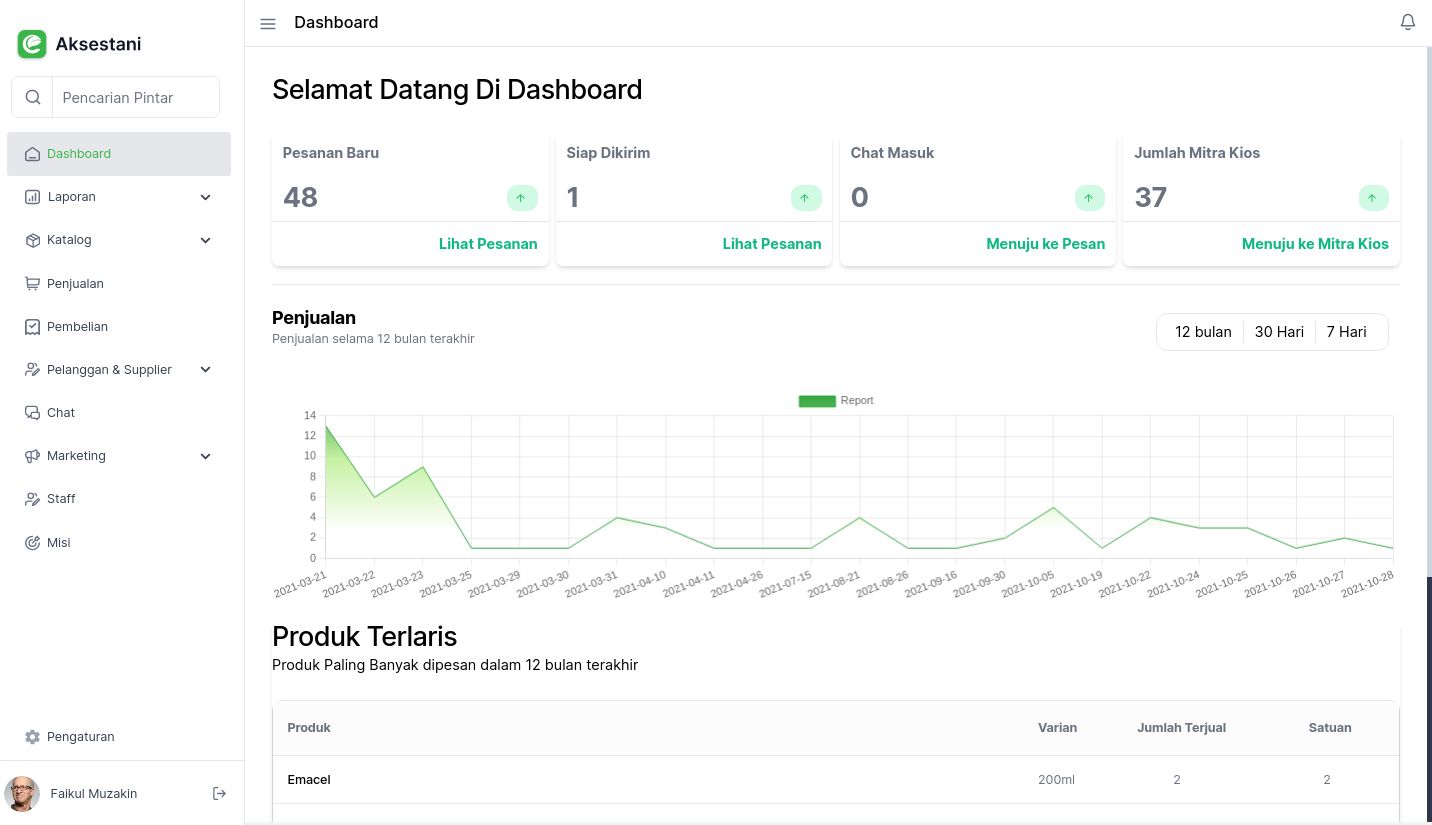 Aksestani
Pencarian Pintar
Dashboard
Laporan
Katalog
Penjualan
Pembelian
Pelanggan & Supplier
Chat
Marketing
Staff
Misi
Pengaturan
Faikul Muzakin
Dashboard
Selamat Datang Di Dashboard
Pesanan Baru
48
Lihat Pesanan
Siap Dikirim
1
Lihat Pesanan
Chat Masuk
0
Menuju ke Pesan
Jumlah Mitra Kios
37
Menuju ke Mitra Kios
Penjualan
Penjualan selama 12 bulan terakhir
12 bulan 30 Hari 7 Hari
Report
14
12
10
8
6
4
2
0
2021-03-21 2021-03-22 2021-03-23 2021-03-25 2021-03-29 2021-03-30 2021-03-31 2021-04-10 2021-04-11 2021-04-26 2021-07-15 2021-08-21 2021-08-26 2021-09-16 2021-09-30 2021-10-05 2021-10-19 2021-10-22 2021-10-24 2021-10-25 2021-10-26 2021-10-27 2021-10-28
Produk Terlaris
Produk Paling Banyak dipesan dalam 12 bulan terakhir
Produk Varian Jumlah Terjual Satuan
Emacel 200ml 2 2